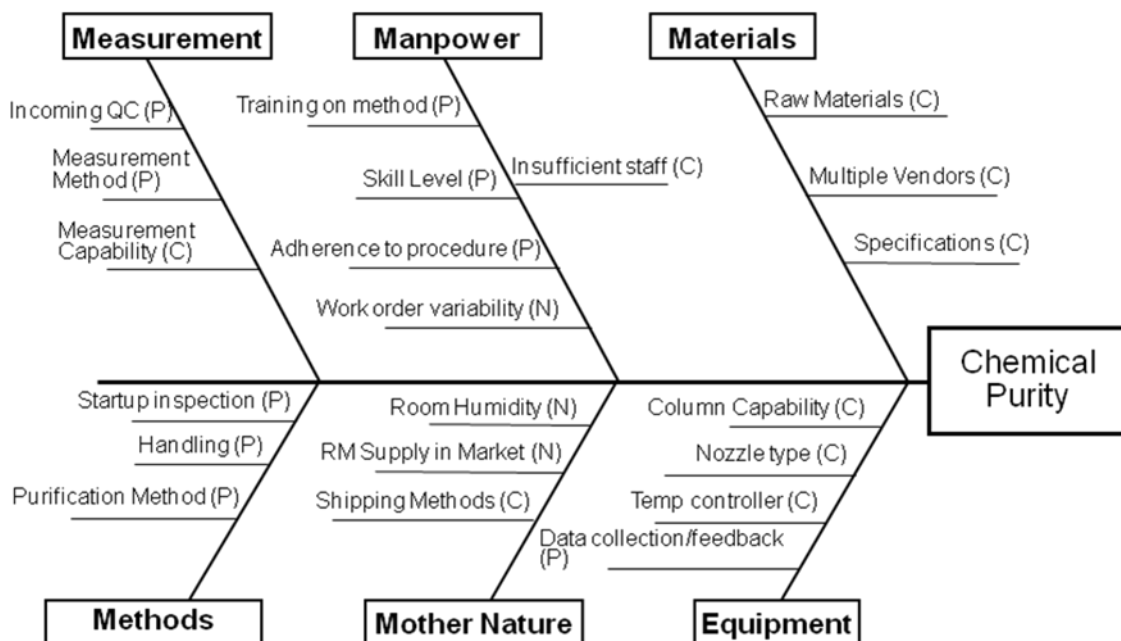 Measurement
Manpower
Materials
Incoming QC (P)
Measurement
Method (P)
Measurement
Capability (C)
Training on method (P)
Insufficient staff (C)
Skill Level (P)
Adherence to procedure (P)
Work order variability (N)
Raw Materials (C)
Multiple Vendors (C)
Specifications (C)
Chemical
Purity
Startup inspection (P)
Handling (P)
Purification Method (P)
Room Humidity (N)
RM Supply in Market (N)
Shipping Methods (C)
Column Capability (C)
Nozzle type (C)
Temp controller (C)
Data collection/feedback
(P)
Methods
Mother Nature
Equipment